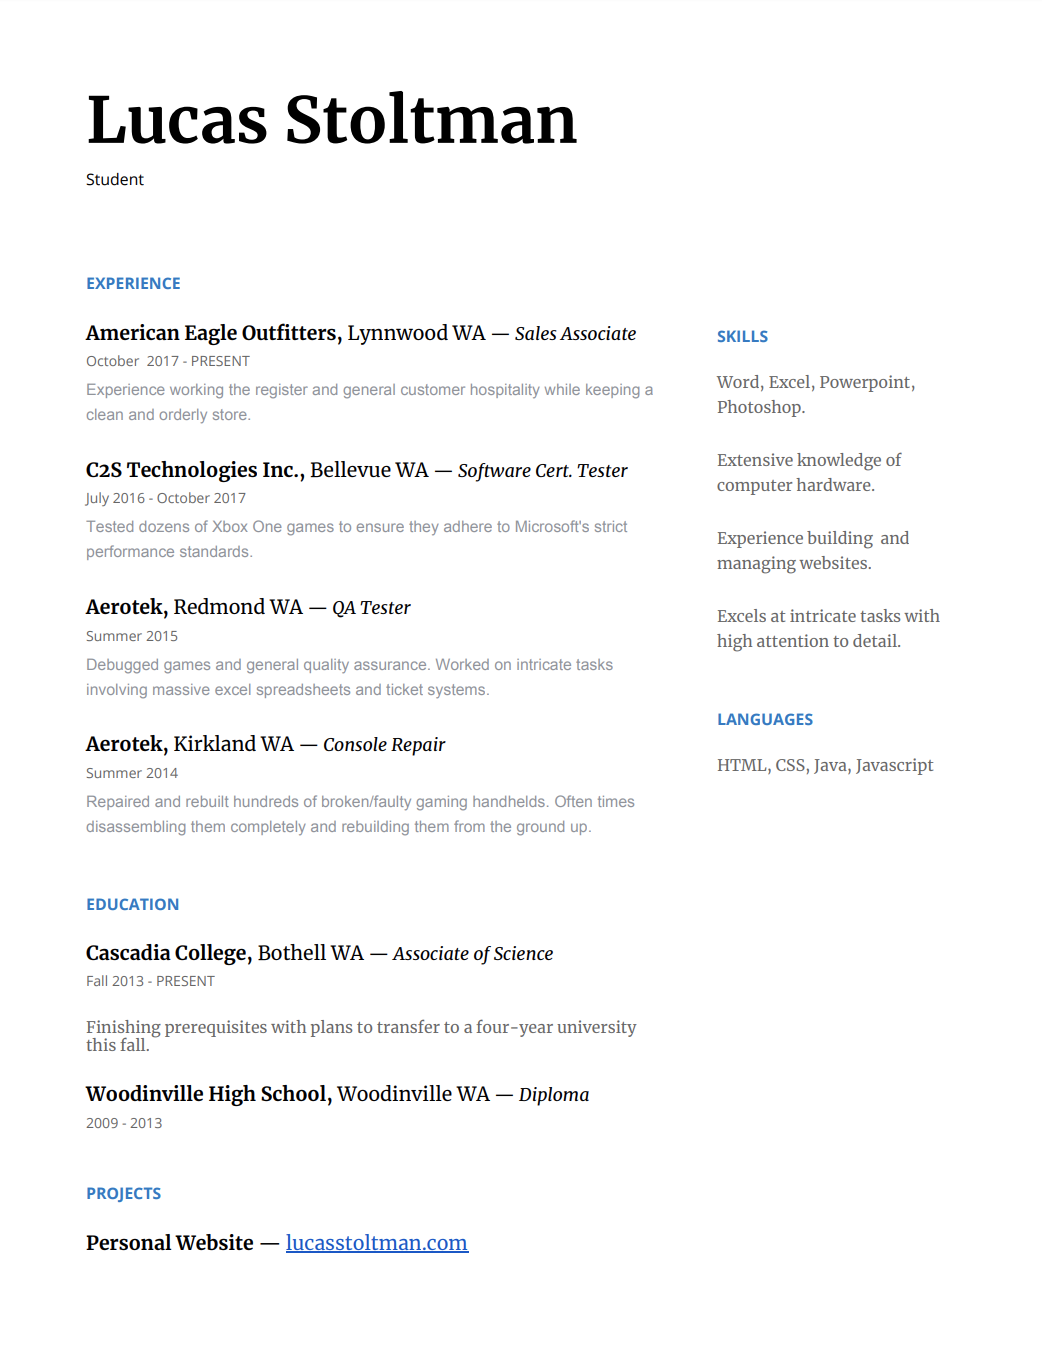 Lucas Stoltman
Student
EXPERIENCE
American Eagle Outfitters, Lynnwood WA — Sales Associate
October  2017 - PRESENT
Experience working the register and general customer hospitality while keeping a
clean and orderly store.
C2S Technologies Inc., Bellevue WA — Software Cert. Tester
July 2016 - October 2017
Tested dozens of Xbox One games to ensure they adhere to Microsoft's strict
performance standards.
Aerotek, Redmond WA — QA Tester
Summer 2015
Debugged games and general quality assurance. Worked on intricate tasks
involving massive excel spreadsheets and ticket systems.
Aerotek, Kirkland WA — Console Repair
Summer 2014
Repaired and rebuilt hundreds of broken/faulty gaming handhelds. Often times
disassembling them completely and rebuilding them from the ground up.
EDUCATION
Cascadia College, Bothell WA — Associate of Science
Fall 2013 - PRESENT
Finishing prerequisites with plans to transfer to a four-year university
this fall.
Woodinville High School, Woodinville WA — Diploma
2009 - 2013
PROJECTS
Personal Website — lucasstoltman.com
SKILLS
Word, Excel, Powerpoint,
Photoshop.
Extensive knowledge of
computer hardware.
Experience building  and
managing websites.
Excels at intricate tasks with
high attention to detail.
LANGUAGES
HTML, CSS, Java, Javascript